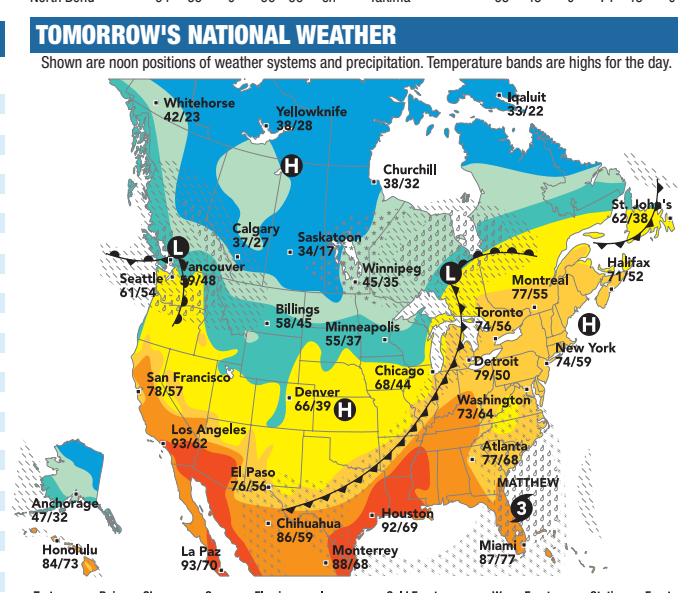 TOMORROW'S NATIONAL WEATHER
Shown are noon positions of weather systems and precipitation. Temperature bands are highs for the day.
Whitehorse
42/23
Yellowknife
38/28
Iqaluit
33/22
H
Churchill
38/32
St. John's
62/38
Calgary
37/27
Saskatoon
34/17
L
Vancouver
59/48
Seattle
61/54
Winnipeg
45/35
L
Halifax
71/52
Montreal
77/55
Billings
58/45
Minneapolis
55/37
Toronto
74/56
H
New York
74/59
San Francisco
78/57
Denver
66/39
H
Chicago
68/44
Detroit
79/50
Washington
73/64
Los Angeles
93/62
Atlanta
77/68
El Paso
76/56
MATTHEW
3
Anchorage
47/32
Chihuahua
86/59
Houston
92/69
Honolulu
84/73
La Paz
93/70
Monterrey
88/68
Miami
87/77